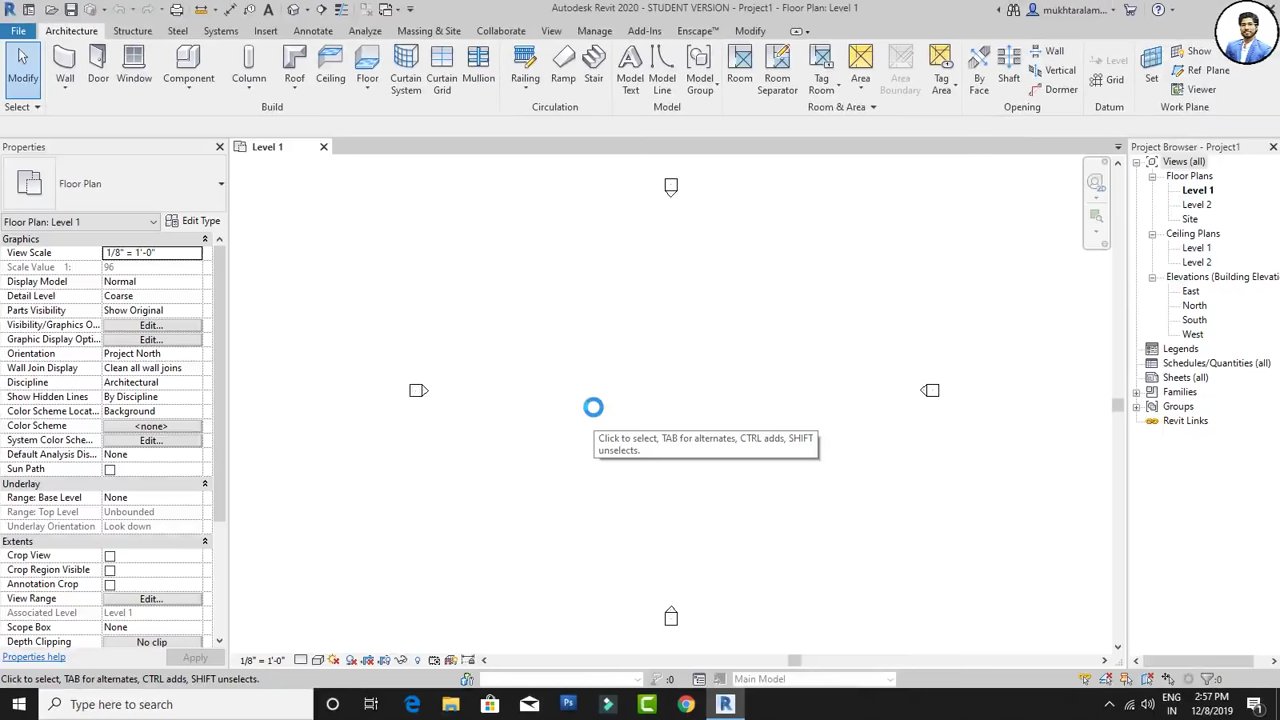 Autodesk Revit 2020 - STUDENT VERSION - Project1 - Floor Plan: Level 1
mukhtaralam...
File Architecture Structure Steel Systems Insert Annotate Analyze Massing & Site Collaborate View Manage Add-Ins Enscape™ Modify
Modify Wall Door Window Component Column Roof Ceiling Floor Curtain System Curtain Grid Mullion Railing Ramp Stair Model Text Model Line Model Group Room Room Separator Tag Room Area Area Boundary Tag Area By Face Shaft Wall Vertical Dormer Level Grid Set Show Ref Plane Viewer
Select Build Circulation Model Room & Area Opening Datum Work Plane
Properties
Floor Plan
Floor Plan: Level 1 Edit Type
Graphics
View Scale 1/8" = 1'-0"
Scale Value 1: 96
Display Model Normal
Detail Level Coarse
Parts Visibility Show Original
Visibility/Graphics O... Edit...
Graphic Display Opti... Edit...
Orientation Project North
Wall Join Display Clean all wall joins
Discipline Architectural
Show Hidden Lines By Discipline
Color Scheme Locat... Background
Color Scheme <none>
System Color Sche... Edit...
Default Analysis Dis... None
Sun Path
Underlay
Range: Base Level None
Range: Top Level Unbounded
Underlay Orientation Look down
Extents
Crop View
Crop Region Visible
Annotation Crop
View Range Edit...
Associated Level Level 1
Scope Box None
Depth Clipping No clip
Properties help Apply
Level 1
2D
Click to select, TAB for alternates, CTRL adds, SHIFT
unselects.
Project Browser - Project1
Views (all)
Floor Plans
Level 1
Level 2
Site
Ceiling Plans
Level 1
Level 2
Elevations (Building Elevati
East
North
South
West
Legends
Schedules/Quantities (all)
Sheets (all)
Families
Groups
Revit Links
1/8" = 1'-0"
Click to select, TAB for alternates, CTRL adds, SHIFT unselects.
:0 Main Model :0
Type here to search
Ps
C
R
ENG
IN
2:57 PM
12/8/2019